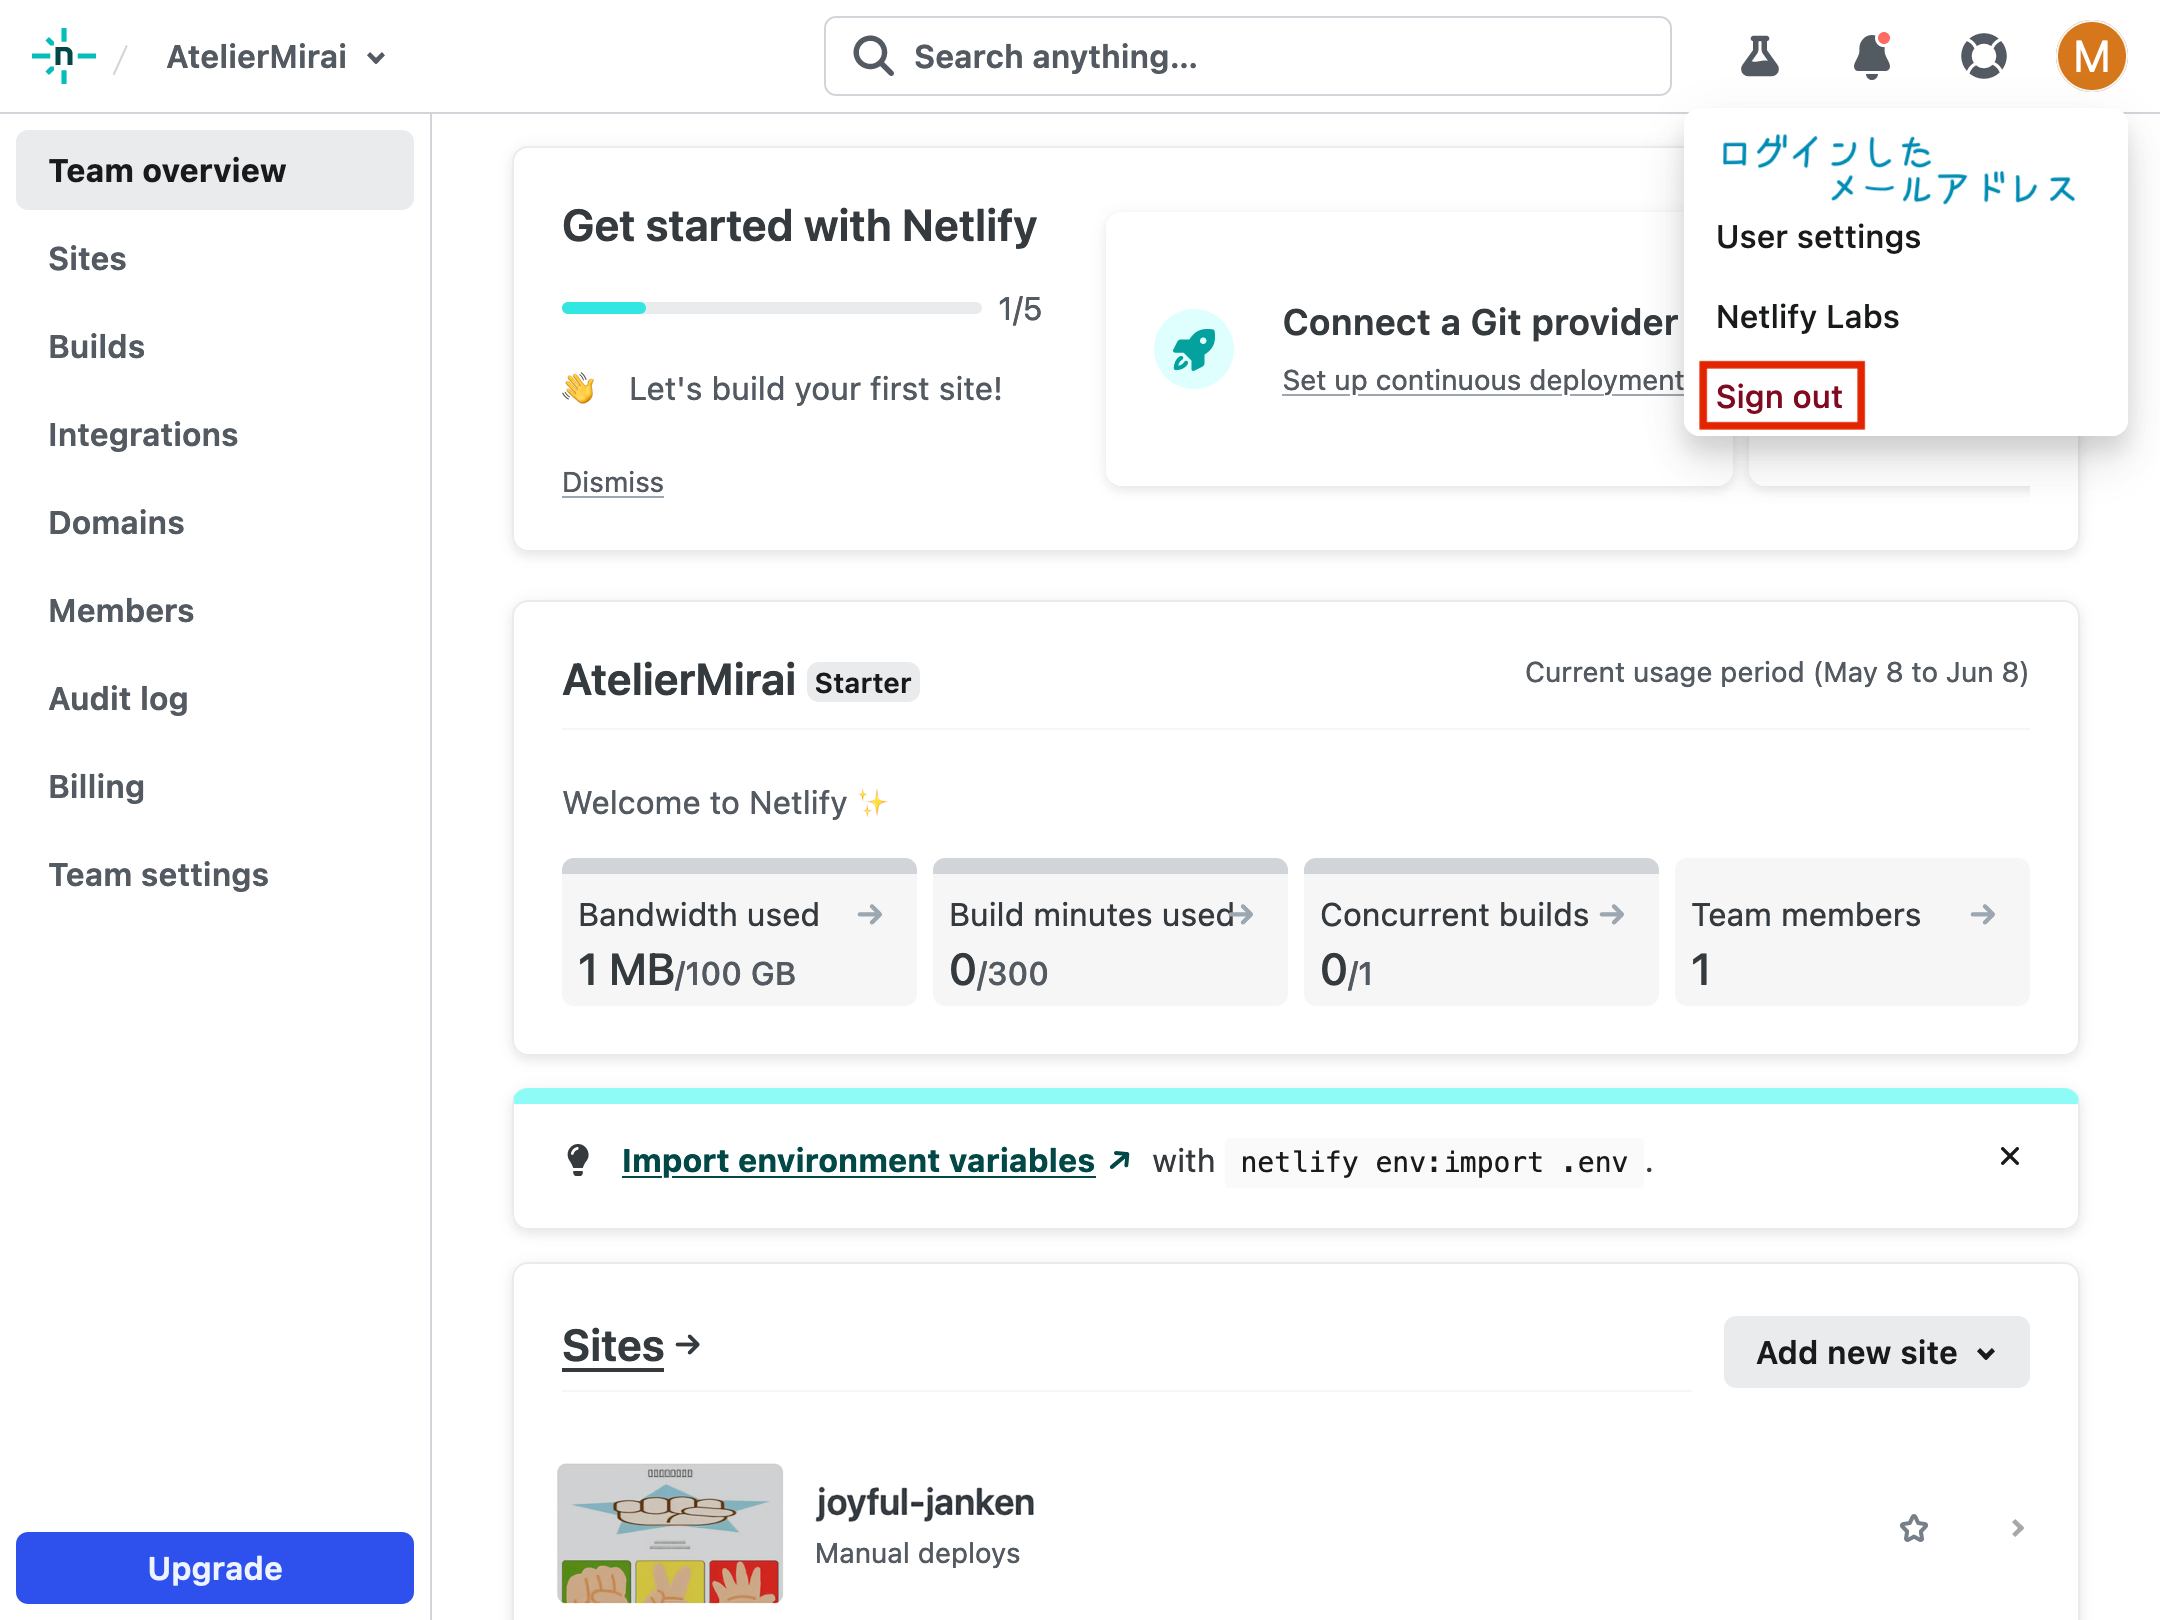 n / AtelierMirai
Search anything...
M
Team overview
Sites
Builds
Integrations
Domains
Members
Audit log
Billing
Team settings
Upgrade
ログインした
メールアドレス
User settings
Netlify Labs
Sign out
Get started with Netlify
1/5
👋 Let's build your first site!
Dismiss
Connect a Git provider
Set up continuous deployment
AtelierMirai Starter
Current usage period (May 8 to Jun 8)
Welcome to Netlify ✨
Bandwidth used →
1 MB/100 GB
Build minutes used →
0/300
Concurrent builds →
0/1
Team members →
1
Import environment variables ↗ with netlify env:import .env .
Sites →
Add new site
joyful-janken
Manual deploys